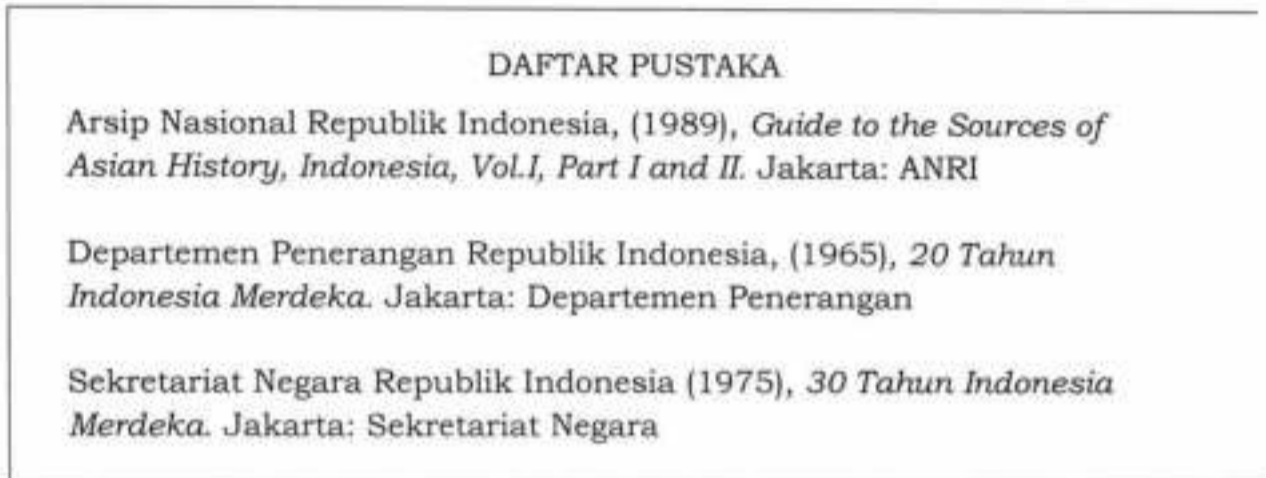 DAFTAR PUSTAKA
Arsip Nasional Republik Indonesia, (1989), Guide to the Sources of
Asian History, Indonesia, Vol.I, Part I and II. Jakarta: ANRI
Departemen Penerangan Republik Indonesia, (1965), 20 Tahun
Indonesia Merdeka. Jakarta: Departemen Penerangan
Sekretariat Negara Republik Indonesia (1975), 30 Tahun Indonesia
Merdeka. Jakarta: Sekretariat Negara